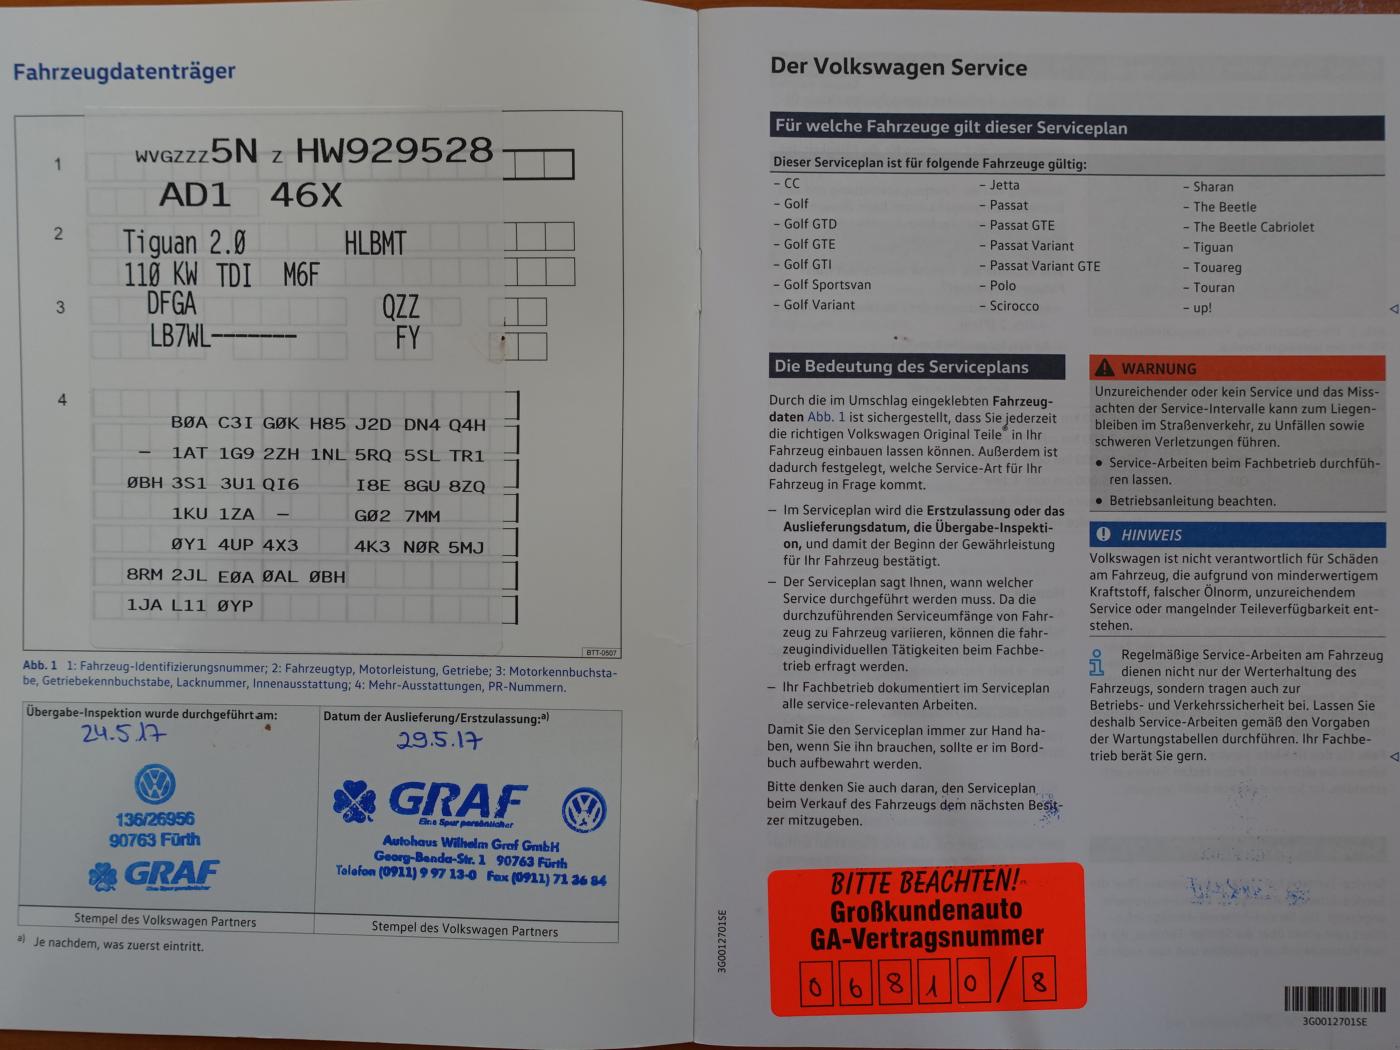 Fahrzeugdatenträger
1
WVGZZZ5N Z HW929528
AD1 46X
2
Tiguan 2.0 HLBMT
110 KW TDI M6F
3
DFGA QZZ
LB7WL------- FY
4
B0A C3I G0K H85 J2D DN4 Q4H
– 1AT 1G9 2ZH 1NL 5RQ 5SL TR1
0BH 3S1 3U1 QI6 I8E 8GU 8ZQ
1KU 1ZA – G02 7MM
0Y1 4UP 4X3 4K3 N0R 5MJ
8RM 2JL E0A 0AL 0BH
1JA L11 0YP
BTT-0507
Abb. 1 1: Fahrzeug-Identifizierungsnummer; 2: Fahrzeugtyp, Motorleistung, Getriebe; 3: Motorkennbuchsta-
be, Getriebekennbuchstabe, Lacknummer, Innenausstattung; 4: Mehr-Ausstattungen, PR-Nummern.
Übergabe-Inspektion wurde durchgeführt am:
24.5.17
136/26956
90763 Fürth
GRAF
Eine Spur persönlicher
Stempel des Volkswagen Partners
Datum der Auslieferung/Erstzulassung:a)
29.5.17
GRAF
Eine Spur persönlicher
Autohaus Wilhelm Graf GmbH
Georg-Benda-Str. 1 90763 Fürth
Telefon (0911) 9 97 13-0 Fax (0911) 71 36 84
Stempel des Volkswagen Partners
a) Je nachdem, was zuerst eintritt.
Der Volkswagen Service
Für welche Fahrzeuge gilt dieser Serviceplan
Dieser Serviceplan ist für folgende Fahrzeuge gültig:
– CC
– Golf
– Golf GTD
– Golf GTE
– Golf GTI
– Golf Sportsvan
– Golf Variant
– Jetta
– Passat
– Passat GTE
– Passat Variant
– Passat Variant GTE
– Polo
– Scirocco
– Sharan
– The Beetle
– The Beetle Cabriolet
– Tiguan
– Touareg
– Touran
– up!
Die Bedeutung des Serviceplans
Durch die im Umschlag eingeklebten Fahrzeug-
daten Abb. 1 ist sichergestellt, dass Sie jederzeit
die richtigen Volkswagen Original Teile® in Ihr
Fahrzeug einbauen lassen können. Außerdem ist
dadurch festgelegt, welche Service-Art für Ihr
Fahrzeug in Frage kommt.
– Im Serviceplan wird die Erstzulassung oder das
Auslieferungsdatum, die Übergabe-Inspekti-
on, und damit der Beginn der Gewährleistung
für Ihr Fahrzeug bestätigt.
– Der Serviceplan sagt Ihnen, wann welcher
Service durchgeführt werden muss. Da die
durchzuführenden Serviceumfänge von Fahr-
zeug zu Fahrzeug variieren, können die fahr-
zeugindividuellen Tätigkeiten beim Fachbe-
trieb erfragt werden.
– Ihr Fachbetrieb dokumentiert im Serviceplan
alle service-relevanten Arbeiten.
Damit Sie den Serviceplan immer zur Hand ha-
ben, wenn Sie ihn brauchen, sollte er im Bord-
buch aufbewahrt werden.
Bitte denken Sie auch daran, den Serviceplan
beim Verkauf des Fahrzeugs dem nächsten Besit-
zer mitzugeben.
WARNUNG
Unzureichender oder kein Service und das Miss-
achten der Service-Intervalle kann zum Liegen-
bleiben im Straßenverkehr, zu Unfällen sowie
schweren Verletzungen führen.
● Service-Arbeiten beim Fachbetrieb durchfüh-
ren lassen.
● Betriebsanleitung beachten.
HINWEIS
Volkswagen ist nicht verantwortlich für Schäden
am Fahrzeug, die aufgrund von minderwertigem
Kraftstoff, falscher Ölnorm, unzureichendem
Service oder mangelnder Teileverfügbarkeit ent-
stehen.
Regelmäßige Service-Arbeiten am Fahrzeug
dienen nicht nur der Werterhaltung des
Fahrzeugs, sondern tragen auch zur
Betriebs- und Verkehrssicherheit bei. Lassen Sie
deshalb Service-Arbeiten gemäß den Vorgaben
der Wartungstabellen durchführen. Ihr Fachbe-
trieb berät Sie gern.
BITTE BEACHTEN!
Großkundenauto
GA-Vertragsnummer
06810/8
3G0012701SE
3G0012701SE